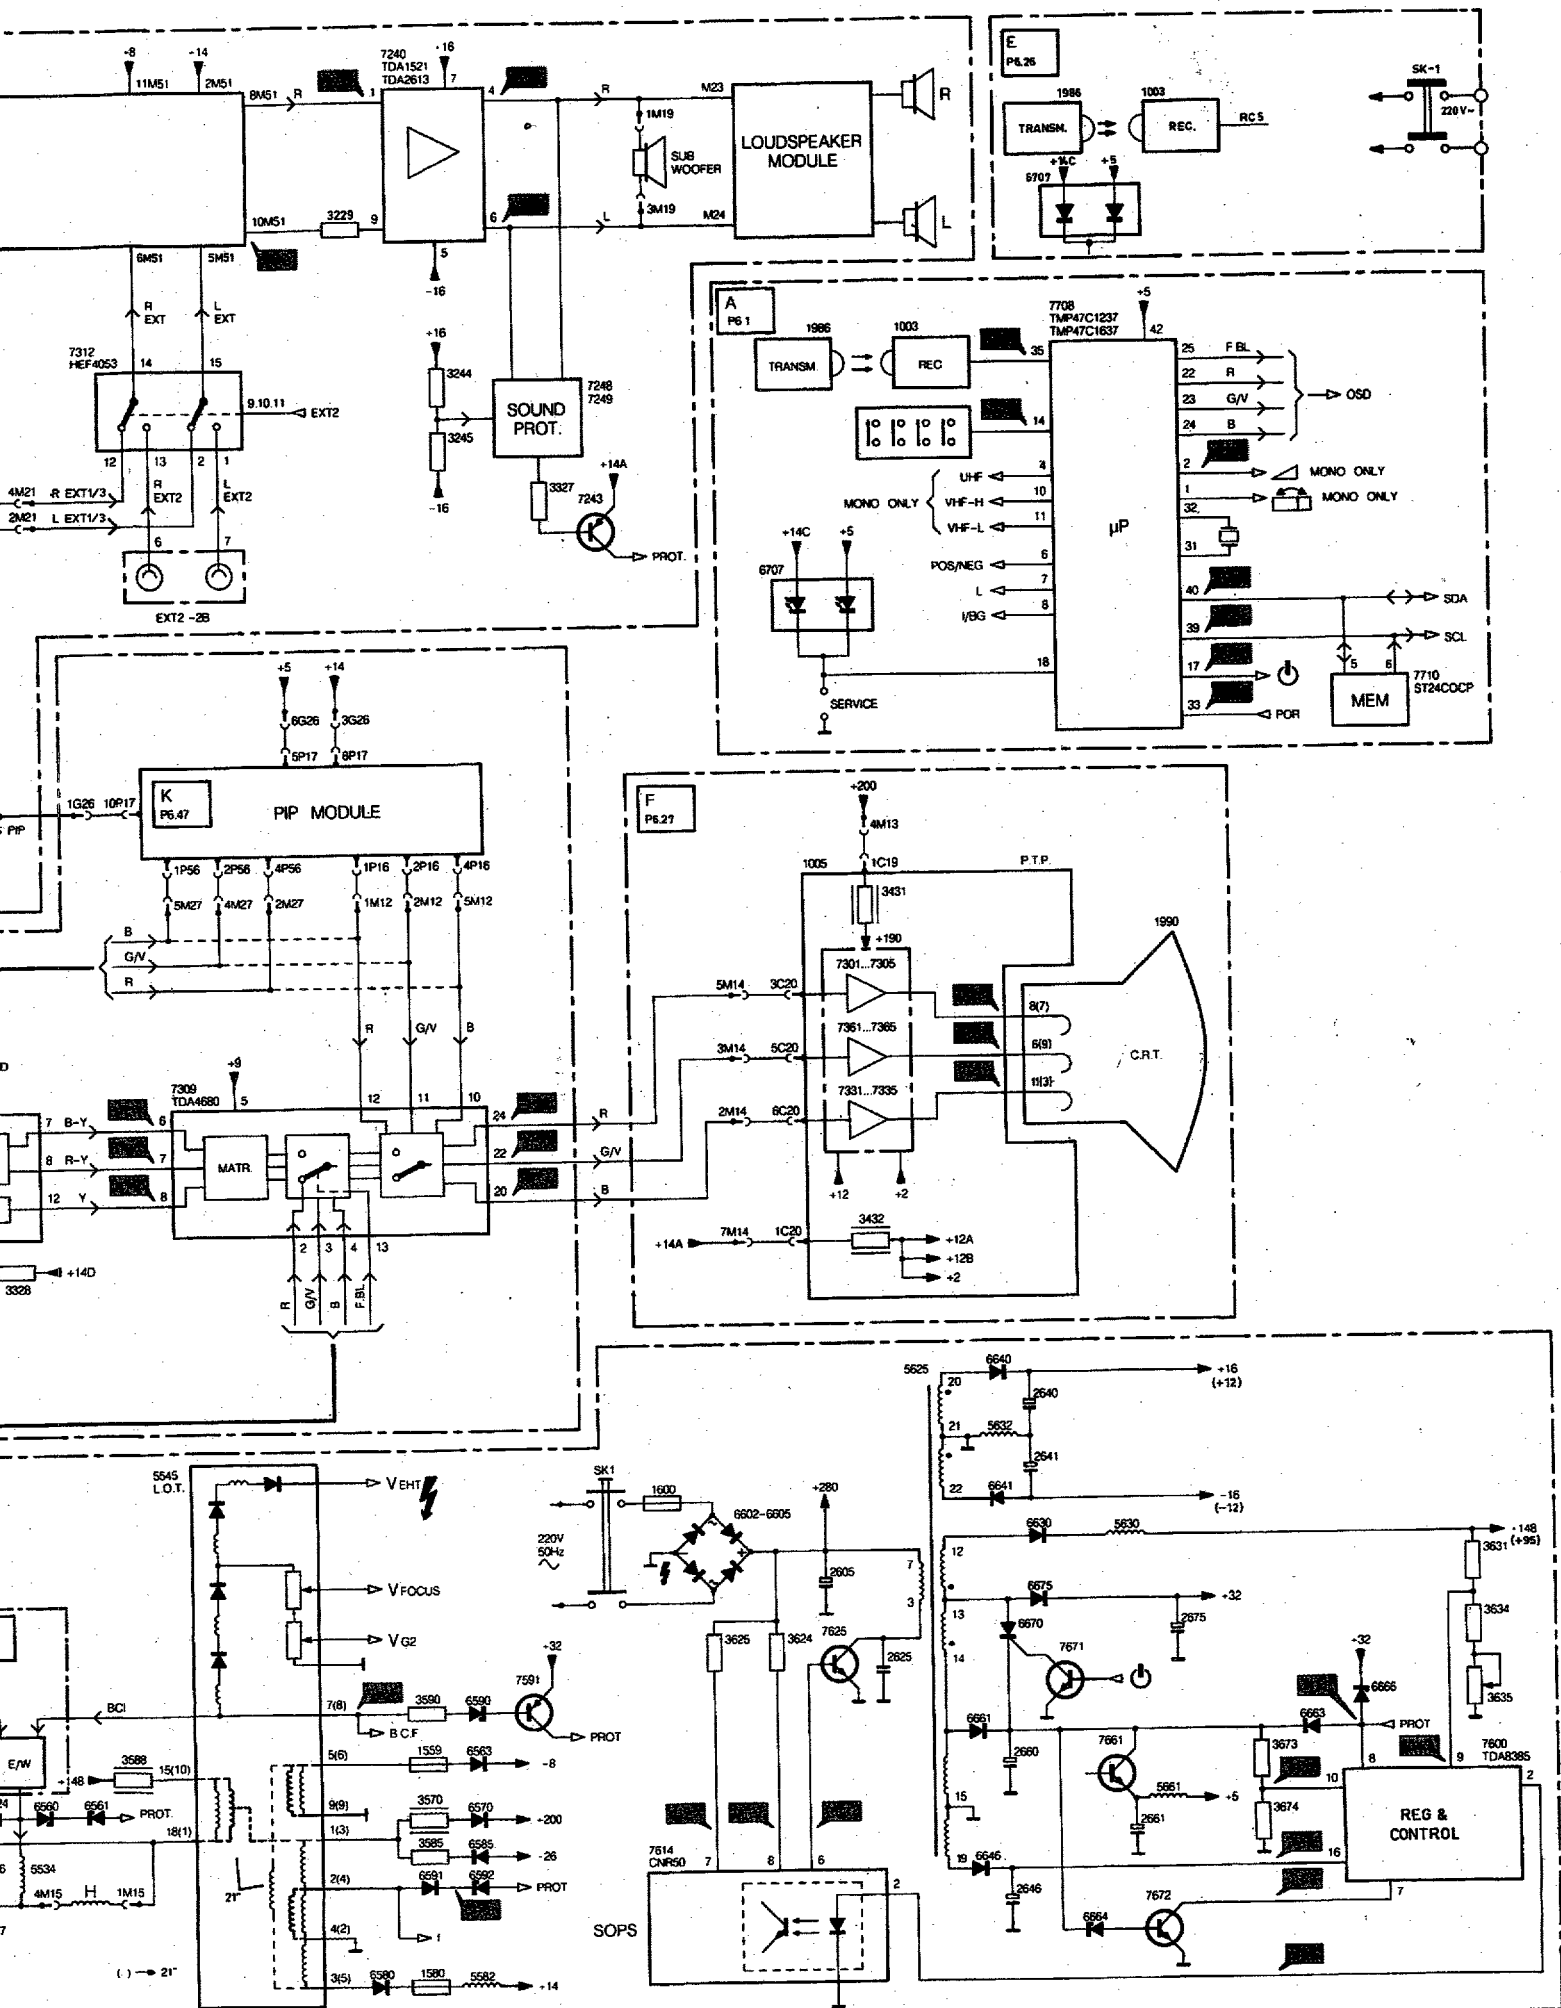 -8
-14
11M51
2M51
8M51
R
1
7240
TDA1521
TDA2613
-16
7
4
R
M23
1M19
SUB
WOOFER
3M19
LOUDSPEAKER
MODULE
R
10M51
3229
9
6
L
M24
L
5
-16
6M51
5M51
R
EXT
L
EXT
7312
HEF4053
14
15
9.10.11
EXT2
12
13
2
1
4M21
R EXT1/3
2M21
L EXT1/3
R
EXT2
L
EXT2
6
7
EXT2 -2B
+16
3244
3245
-16
SOUND
PROT.
7248
7249
3327
7243
+14A
PROT.
E
P6.26
1986
1003
TRANSM.
REC.
RC5
+14C
+5
6707
SK-1
220V~
A
P6 1
1986
1003
TRANSM
REC
35
14
7708
TMP47C1237
TMP47C1637
+5
42
25
F BL
22
R
23
G/V
24
B
OSD
2
MONO ONLY
1
MONO ONLY
32
31
UHF
4
MONO ONLY
VHF-H
10
VHF-L
11
POS/NEG
6
L
7
I/BG
8
µP
+14C
+5
6707
18
SERVICE
40
SDA
39
SCL
17
33
POR
5
6
MEM
7710
ST24C0CP
+5
+14
6G26
3G26
5P17
8P17
1G26
10P17
PIP
K
P6.47
PIP MODULE
1P56
2P56
4P56
1P16
2P16
4P16
5M27
4M27
2M27
1M12
2M12
5M12
B
G/V
R
R
G/V
B
7309
TDA4680
+9
5
12
11
10
7
B-Y
6
8
R-Y
7
12
Y
8
MATR.
24
R
22
G/V
20
B
2
3
4
13
R
G/V
B
F.BL
3328
+14D
F
P6.27
+200
4M13
1C19
1005
P.T.P.
3431
+190
7301...7305
5M14
3C20
7361...7365
3M14
5C20
7331...7335
2M14
6C20
+12
+2
8(7)
6(9)
11(3)
1990
C.R.T.
+14A
7M14
1C20
3432
+12A
+12B
+2
5545
L.O.T.
VEHT
VFOCUS
VG2
BCI
7(8)
3590
6590
7591
+32
PROT
B.C.F.
E/W
3588
+148
15(10)
5(6)
1559
6563
-8
9(9)
3570
6570
+200
6560
6561
PROT.
18(1)
1(3)
3585
6585
-26
5534
4M15
H
1M15
21"
2(4)
6591
6592
PROT
4(2)
( ) → 21"
3(5)
6580
1580
5582
+14
SK1
1600
220V
50Hz
6602-6605
+280
2605
7
3
3625
3624
7625
2625
7614
CNR50
7
8
6
2
SOPS
5625
20
6640
+16
(+12)
2640
21
5632
2641
22
6641
-16
(-12)
6630
5630
+148
(+95)
12
3631
6675
+32
13
6670
2675
3634
7671
14
+32
6666
3635
6661
6663
PROT
2660
7661
3673
8
9
7600
TDA8385
2
10
15
5661
+5
2661
3674
REG &
CONTROL
19
6646
16
2646
7672
7
6664